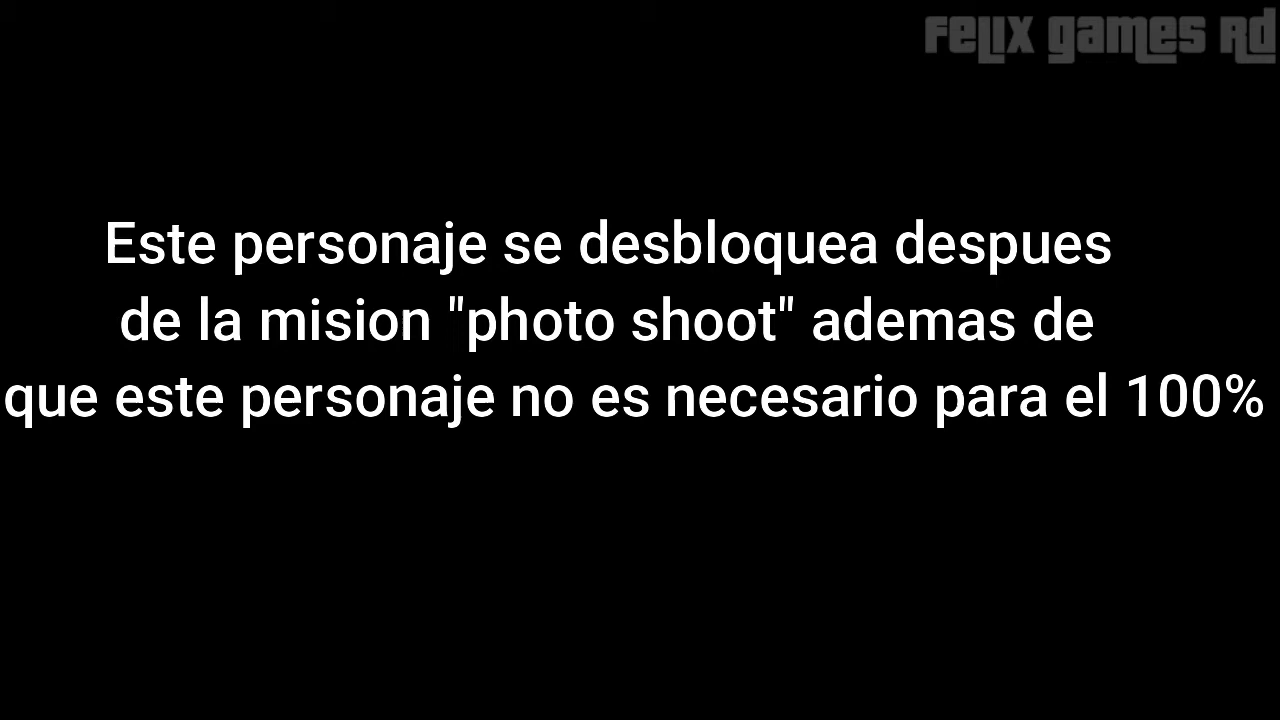 FELIX GAMES RD
Este personaje se desbloquea despues
de la mision "photo shoot" ademas de
que este personaje no es necesario para el 100%